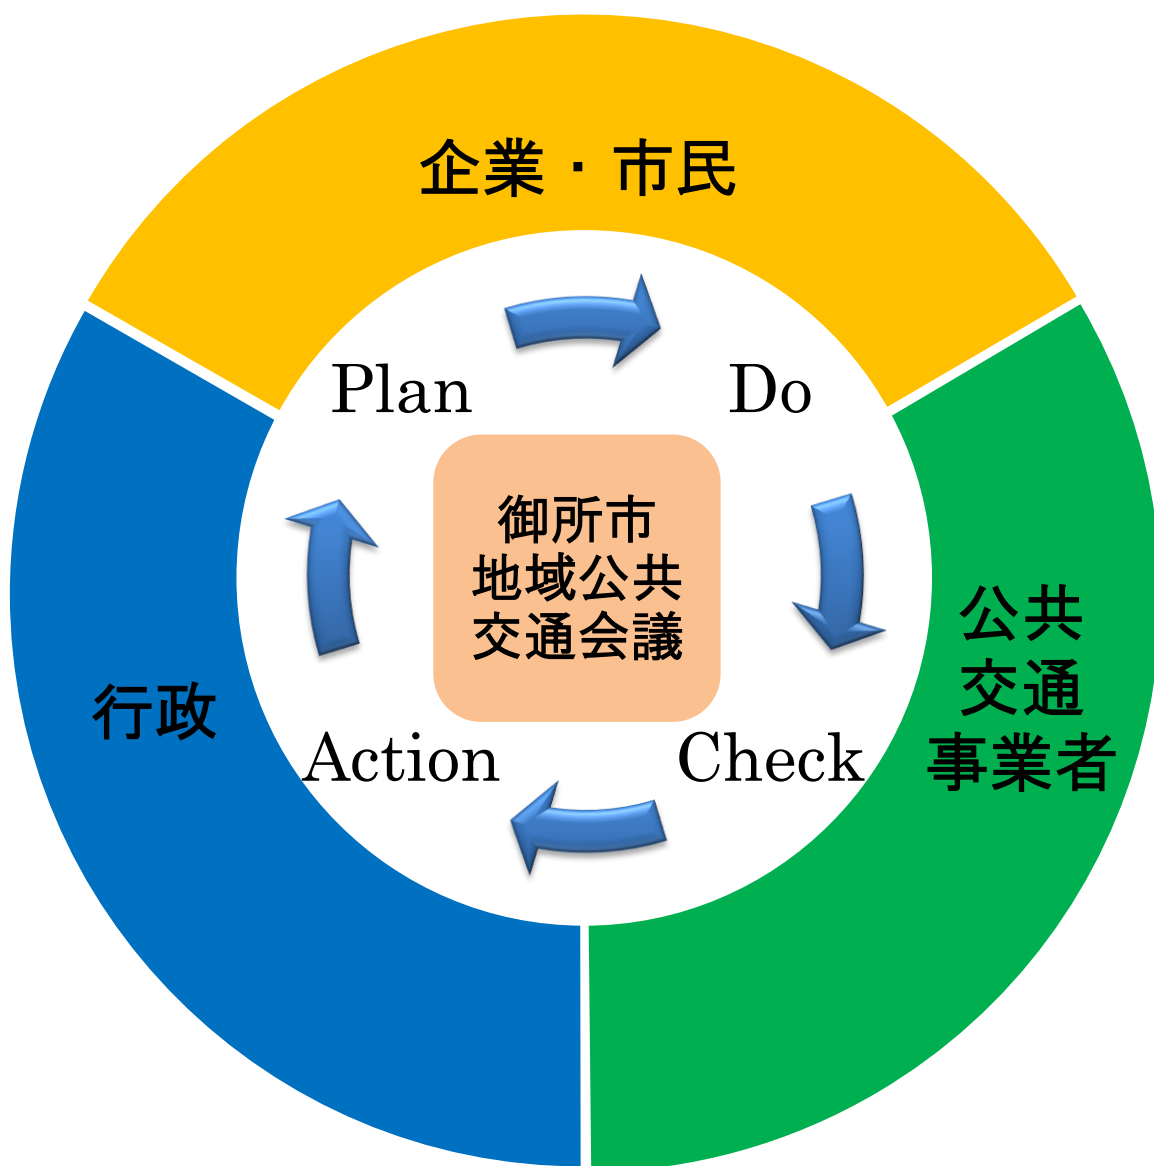 企業・市民
Plan
Do
御所市
地域公共
交通会議
公共
交通
事業者
行政
Action
Check